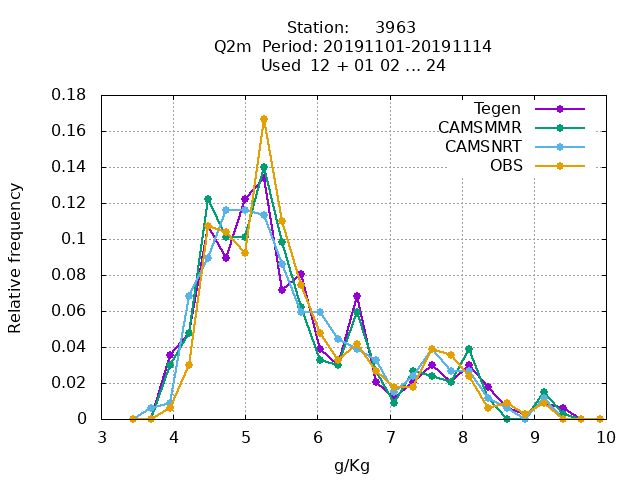 Station:     3963
Q2m  Period: 20191101-20191114
Used  12 + 01 02 ... 24
Tegen
CAMSMMR
CAMSNRT
OBS
0.18
0.16
0.14
0.12
0.1
0.08
0.06
0.04
0.02
0
Relative frequency
3 4 5 6 7 8 9 10
g/Kg